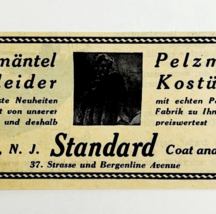 mäntel Pelzm
leider Kostü
ste Neuheiten mit echten Pe
t von unserer Fabrik zu Ihn
und deshalb preiswertest
, N. J. Standard Coat and
37. Strasse und Bergenline Avenue